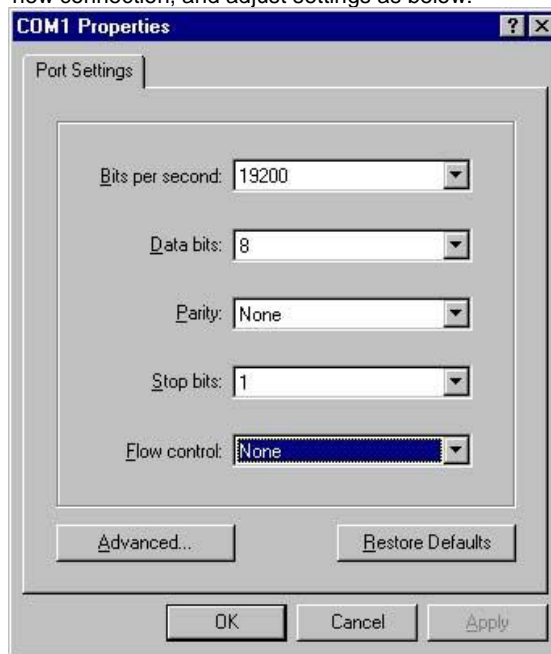 new connection, and adjust settings as below.
COM1 Properties
Port Settings
Bits per second: 19200
Data bits: 8
Parity: None
Stop bits: 1
Flow control: None
Advanced... Restore Defaults
OK Cancel Apply